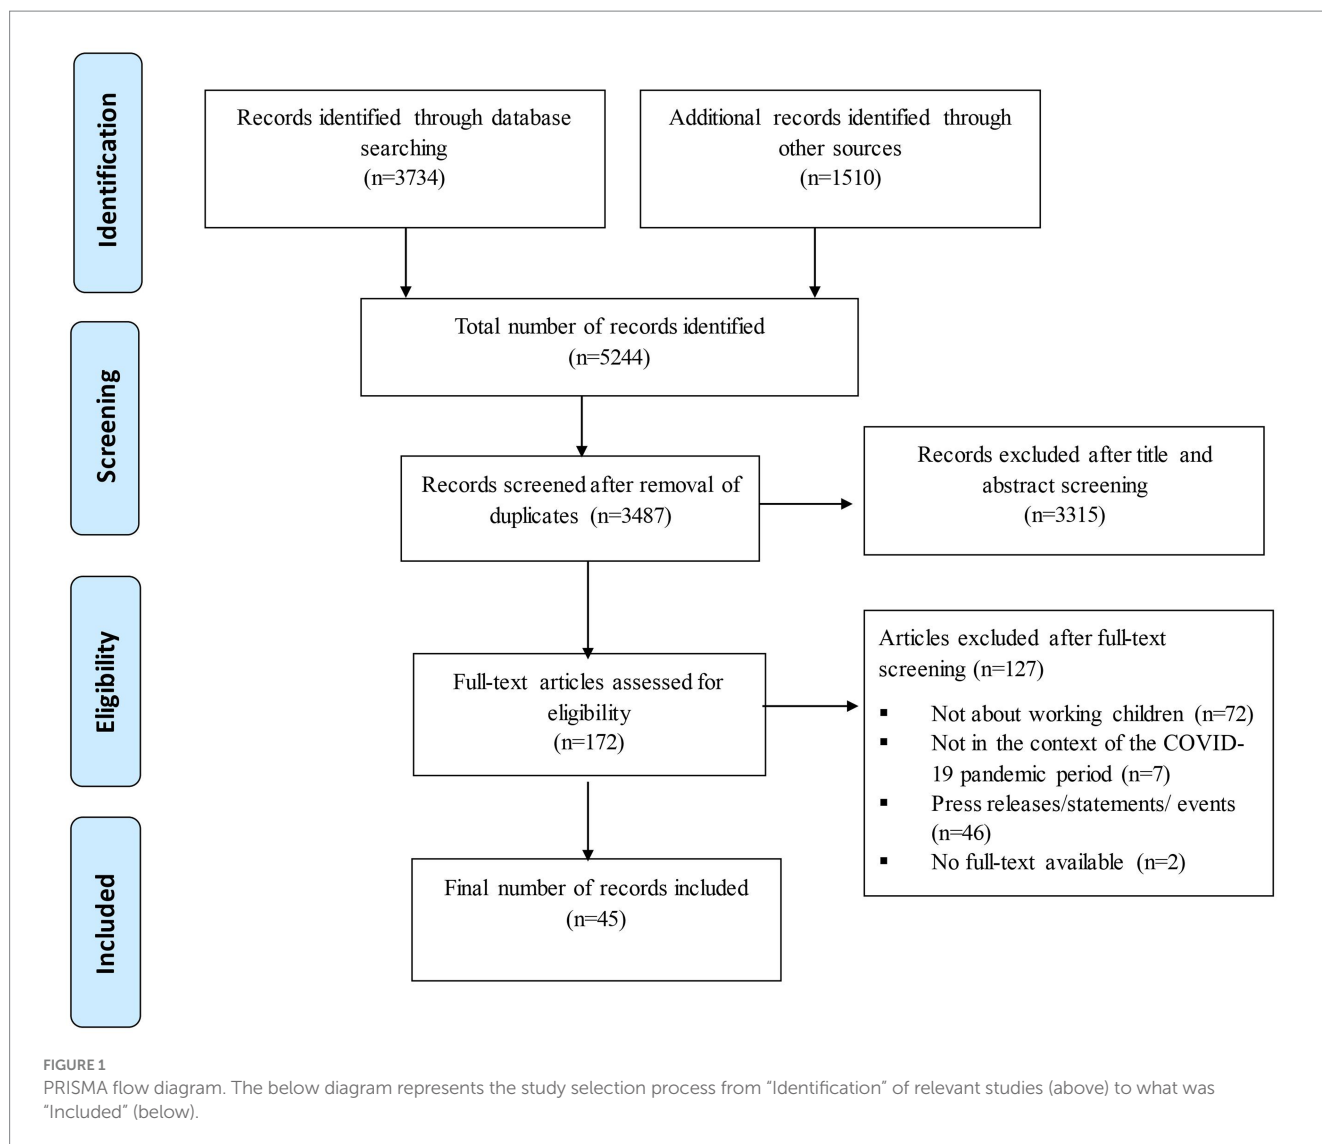 Identification
Records identified through database
searching
(n=3734)
Additional records identified through
other sources
(n=1510)
Total number of records identified
(n=5244)
Screening
Records screened after removal of
duplicates (n=3487)
Records excluded after title and
abstract screening
(n=3315)
Eligibility
Full-text articles assessed for
eligibility
(n=172)
Articles excluded after full-text
screening (n=127)
▪ Not about working children (n=72)
▪ Not in the context of the COVID-
19 pandemic period (n=7)
▪ Press releases/statements/ events
(n=46)
▪ No full-text available (n=2)
Included
Final number of records included
(n=45)
FIGURE 1
PRISMA flow diagram. The below diagram represents the study selection process from “Identification” of relevant studies (above) to what was
“Included” (below).